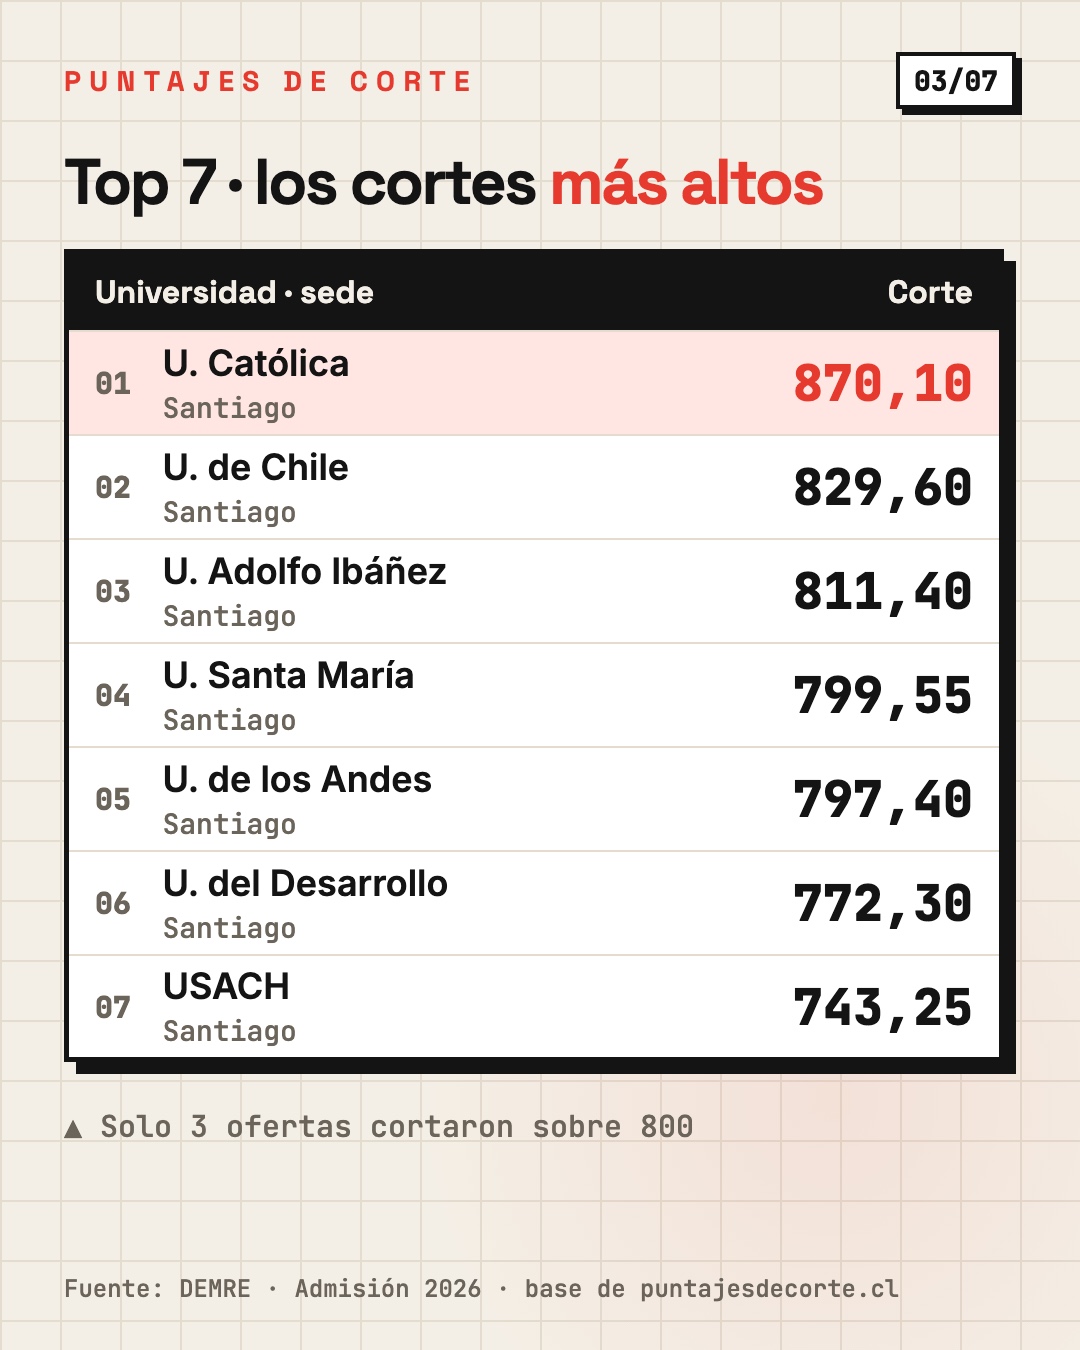 PUNTAJES DE CORTE
03/07
Top 7 · los cortes más altos
Universidad · sede Corte
01 U. Católica 870,10
Santiago
02 U. de Chile 829,60
Santiago
03 U. Adolfo Ibáñez 811,40
Santiago
04 U. Santa María 799,55
Santiago
05 U. de los Andes 797,40
Santiago
06 U. del Desarrollo 772,30
Santiago
07 USACH 743,25
Santiago
▲ Solo 3 ofertas cortaron sobre 800
Fuente: DEMRE · Admisión 2026 · base de puntajesdecorte.cl